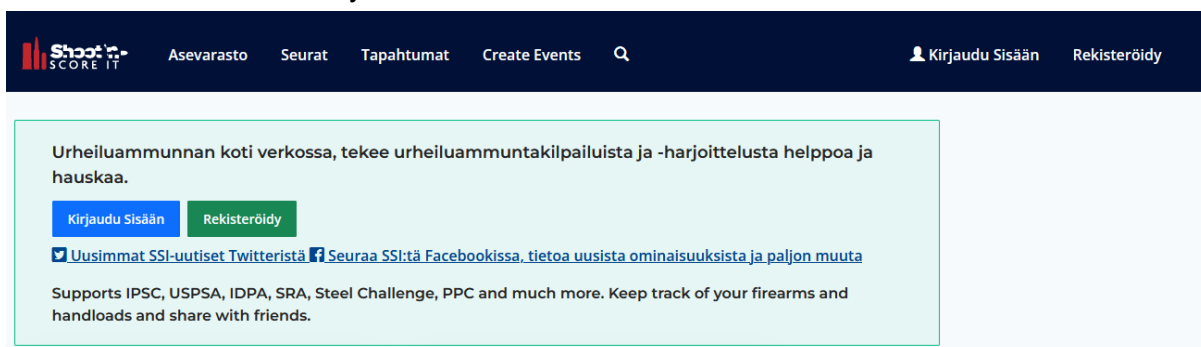 Shoot'n-
SCORE IT
Asevarasto Seurat Tapahtumat Create Events Kirjaudu Sisään Rekisteröidy
Urheiluammunnan koti verkossa, tekee urheiluammuntakilpailuista ja -harjoittelusta helppoa ja
hauskaa.
Kirjaudu Sisään Rekisteröidy
Uusimmat SSI-uutiset Twitteristä Seuraa SSI:tä Facebookissa, tietoa uusista ominaisuuksista ja paljon muuta
Supports IPSC, USPSA, IDPA, SRA, Steel Challenge, PPC and much more. Keep track of your firearms and
handloads and share with friends.